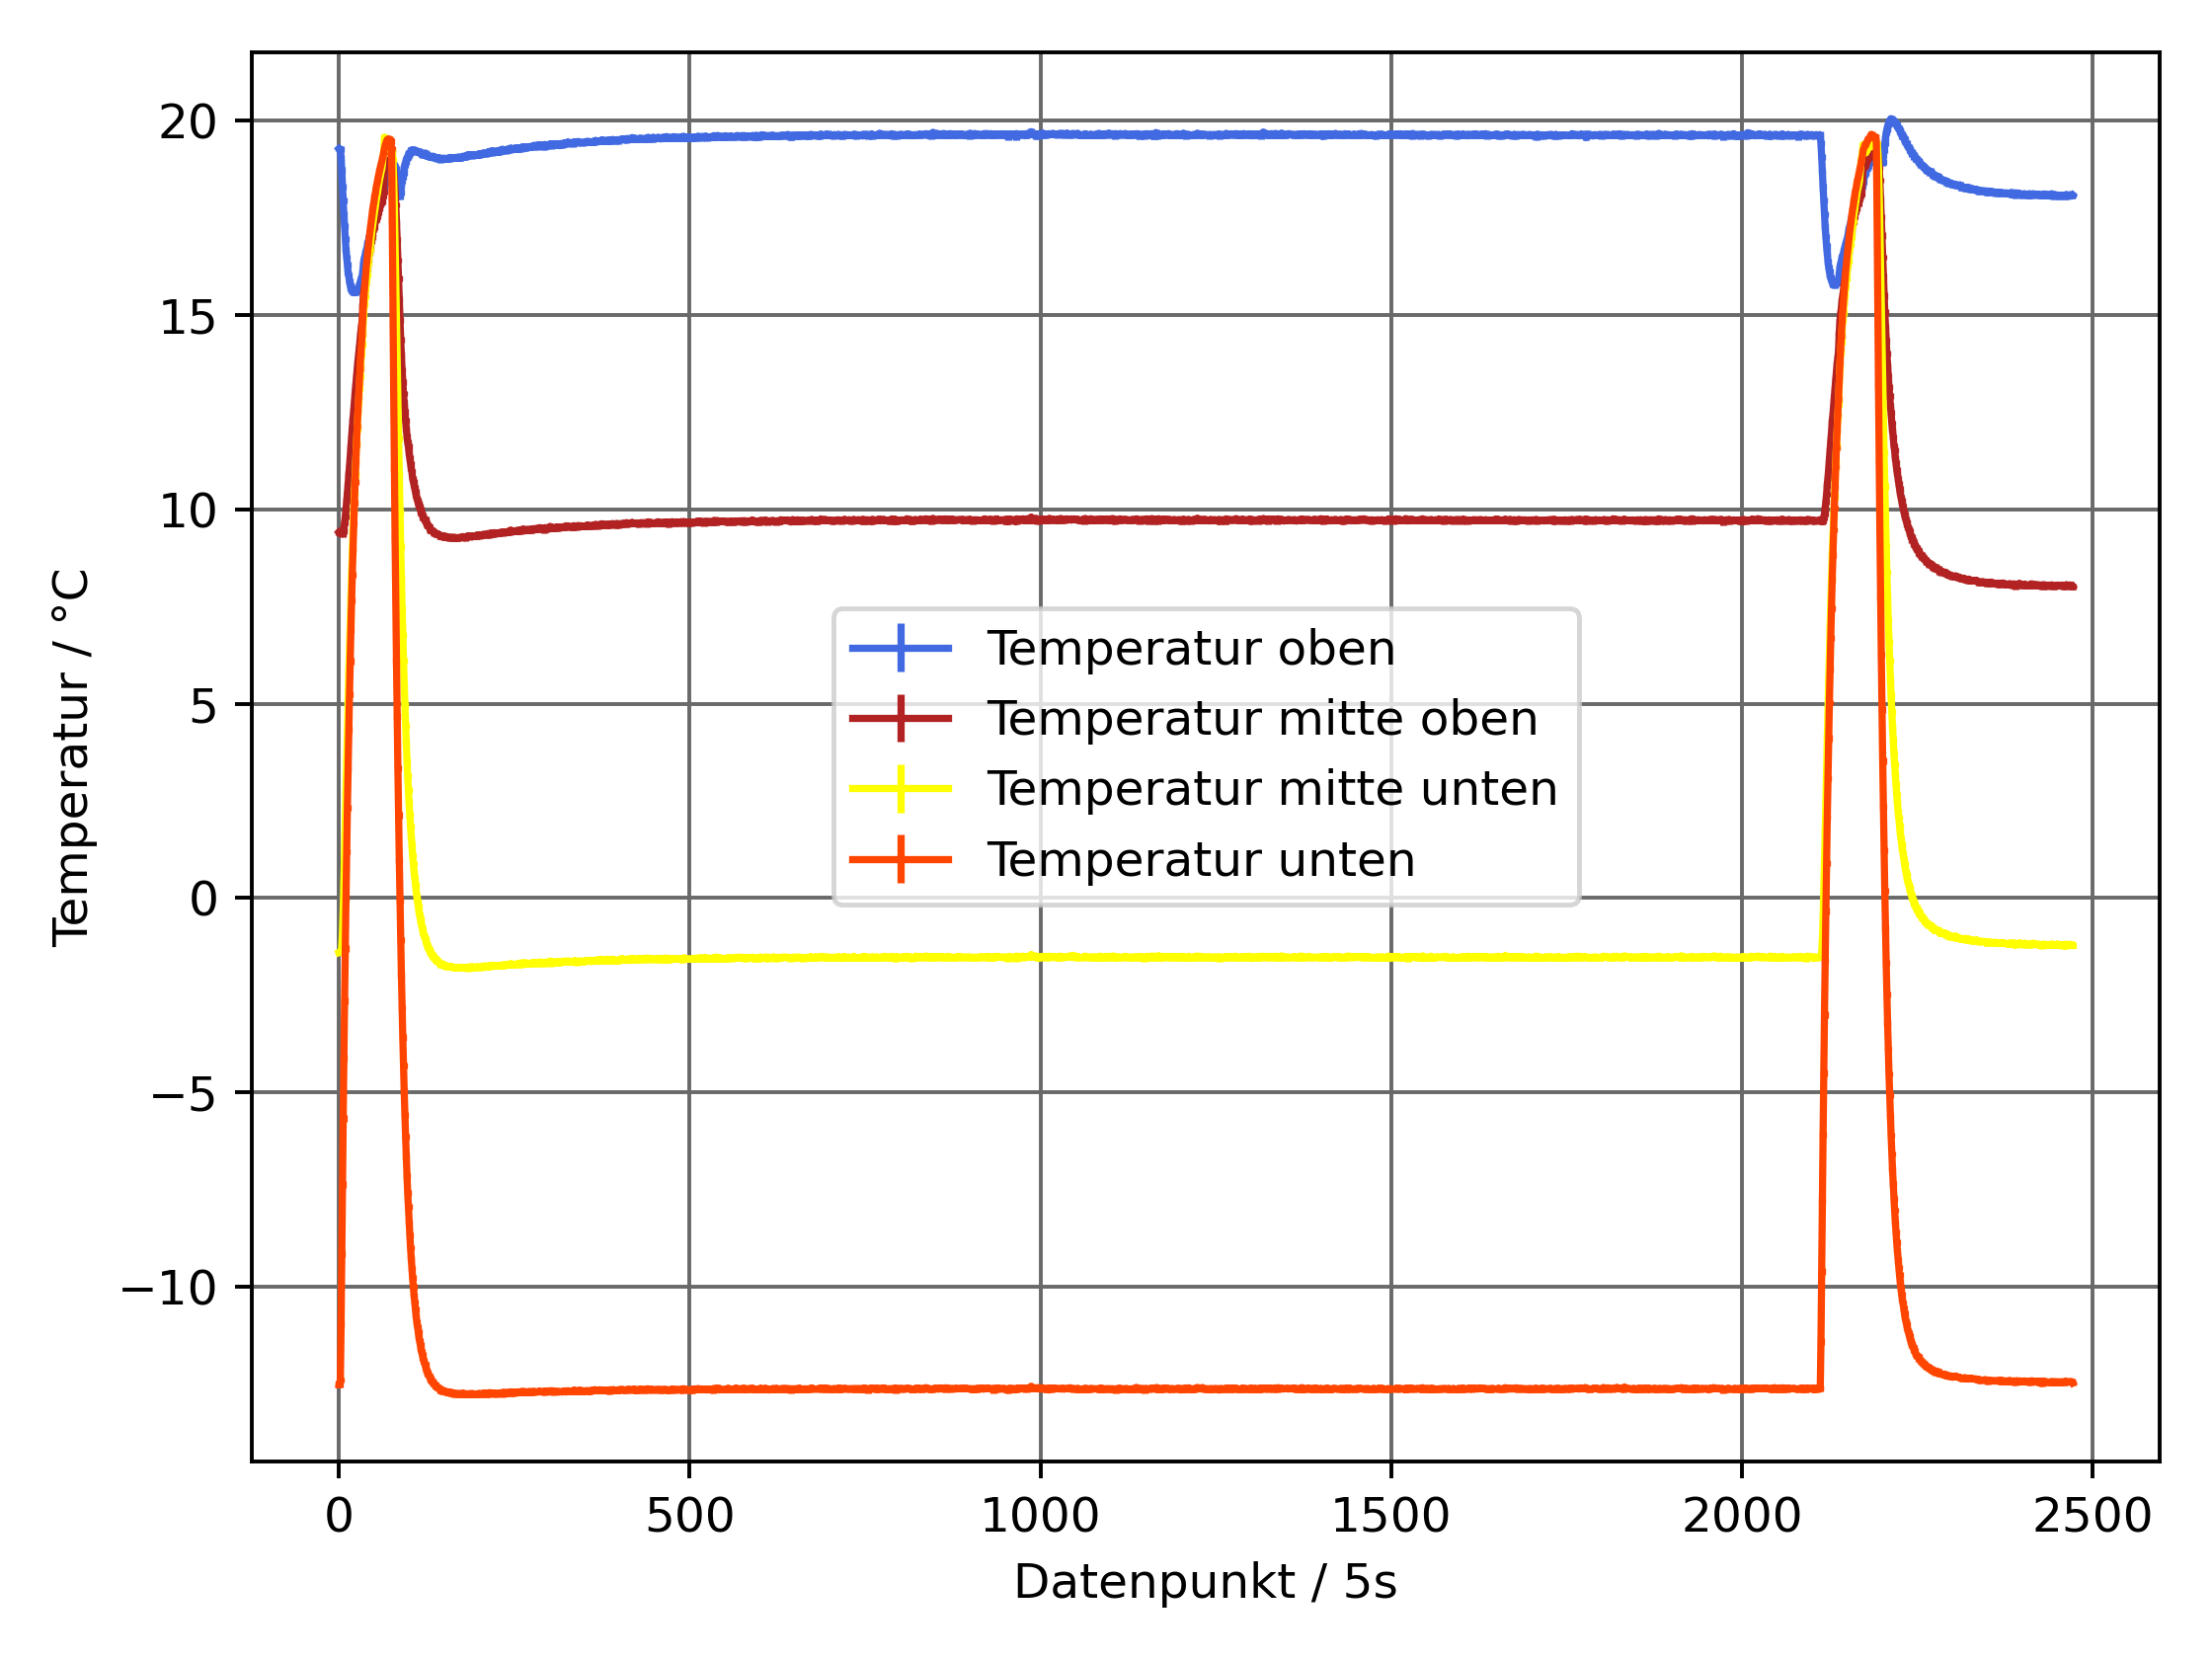 20
15
10
5
0
−5
−10
Temperatur / °C
Temperatur oben
Temperatur mitte oben
Temperatur mitte unten
Temperatur unten
0 500 1000 1500 2000 2500
Datenpunkt / 5s